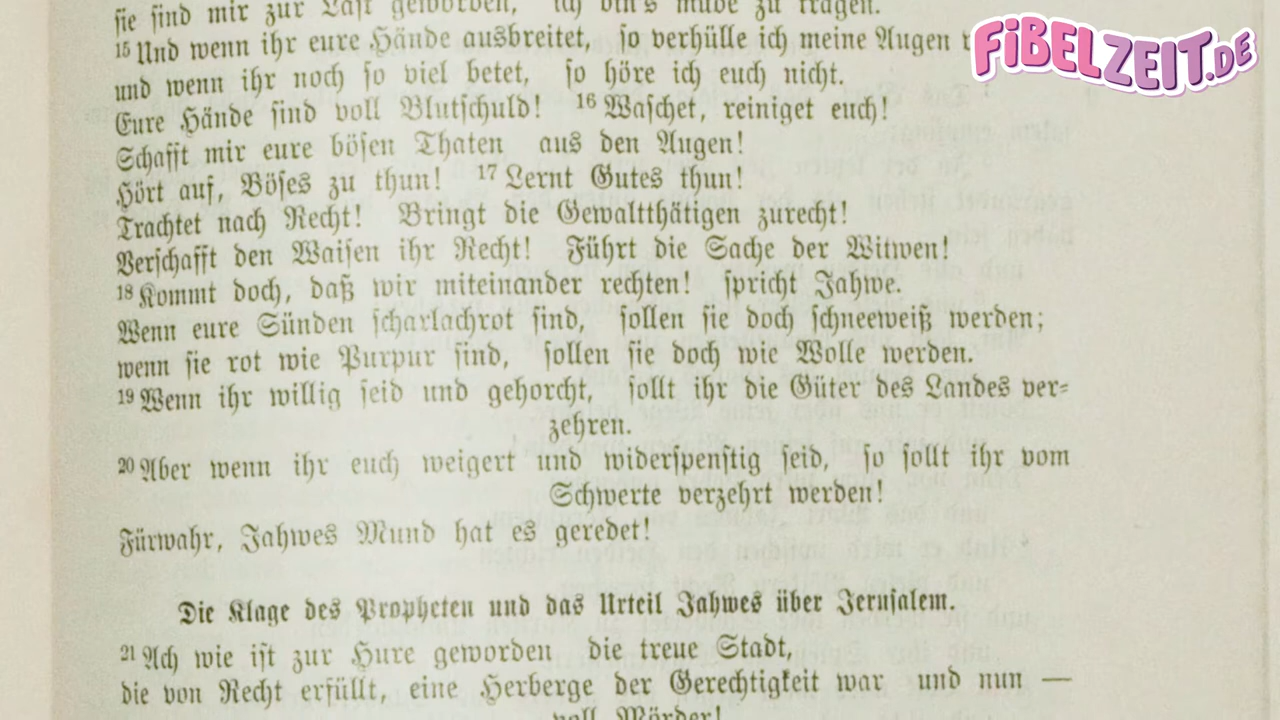 sie sind mir zur Last geworden, ich bin's müde zu tragen.
15 Und wenn ihr eure Hände ausbreitet, so verhülle ich meine Augen
und wenn ihr noch so viel betet, so höre ich euch nicht.
Eure Hände sind voll Blutschuld! 16 Waschet, reiniget euch!
Schafft mir eure bösen Thaten aus den Augen!
Hört auf, Böses zu thun! 17 Lernt Gutes thun!
Trachtet nach Recht! Bringt die Gewaltthätigen zurecht!
Verschafft den Waisen ihr Recht! Führt die Sache der Witwen!
18 Kommt doch, daß wir miteinander rechten! spricht Jahwe.
Wenn eure Sünden scharlachrot sind, sollen sie doch schneeweiß werden;
wenn sie rot wie Purpur sind, sollen sie doch wie Wolle werden.
19 Wenn ihr willig seid und gehorcht, sollt ihr die Güter des Landes ver-
zehren.
20 Aber wenn ihr euch weigert und widerspenstig seid, so sollt ihr vom
Schwerte verzehrt werden!
Fürwahr, Jahwes Mund hat es geredet!
Die Klage des Propheten und das Urteil Jahwes über Jerusalem.
21 Ach wie ist zur Hure geworden die treue Stadt,
die von Recht erfüllt, eine Herberge der Gerechtigkeit war und nun —
voll Mörder!
FiBELZEiT.DE